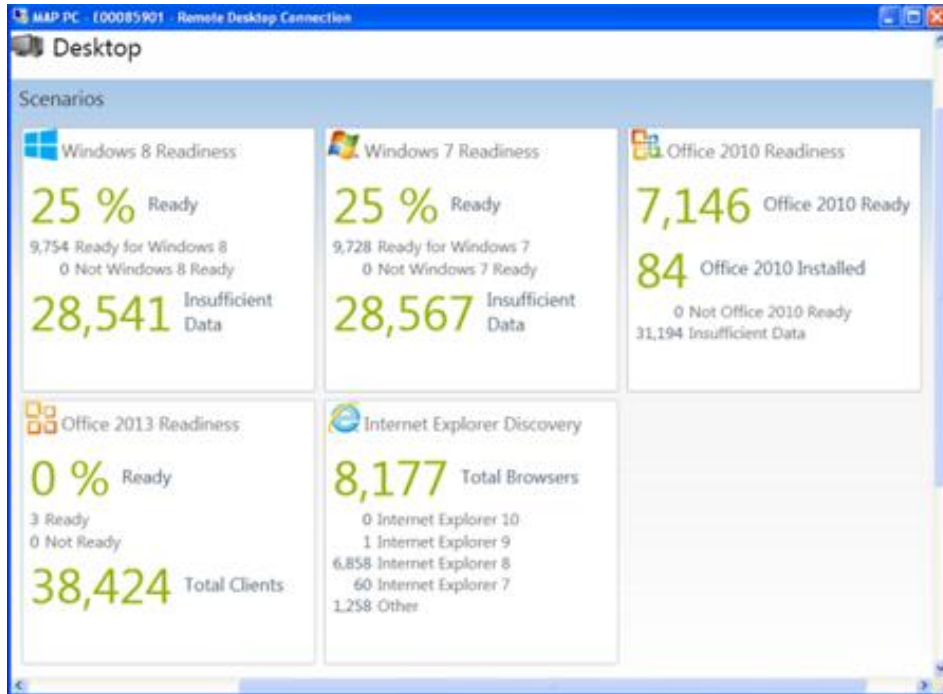 MAP PC - E00085901 - Remote Desktop Connection
Desktop
Scenarios
Windows 8 Readiness
25 % Ready
9,754 Ready for Windows 8
0 Not Windows 8 Ready
28,541 Insufficient Data
Windows 7 Readiness
25 % Ready
9,728 Ready for Windows 7
0 Not Windows 7 Ready
28,567 Insufficient Data
Office 2010 Readiness
7,146 Office 2010 Ready
84 Office 2010 Installed
0 Not Office 2010 Ready
31,194 Insufficient Data
Office 2013 Readiness
0 % Ready
3 Ready
0 Not Ready
38,424 Total Clients
Internet Explorer Discovery
8,177 Total Browsers
0 Internet Explorer 10
1 Internet Explorer 9
6,858 Internet Explorer 8
60 Internet Explorer 7
1,258 Other